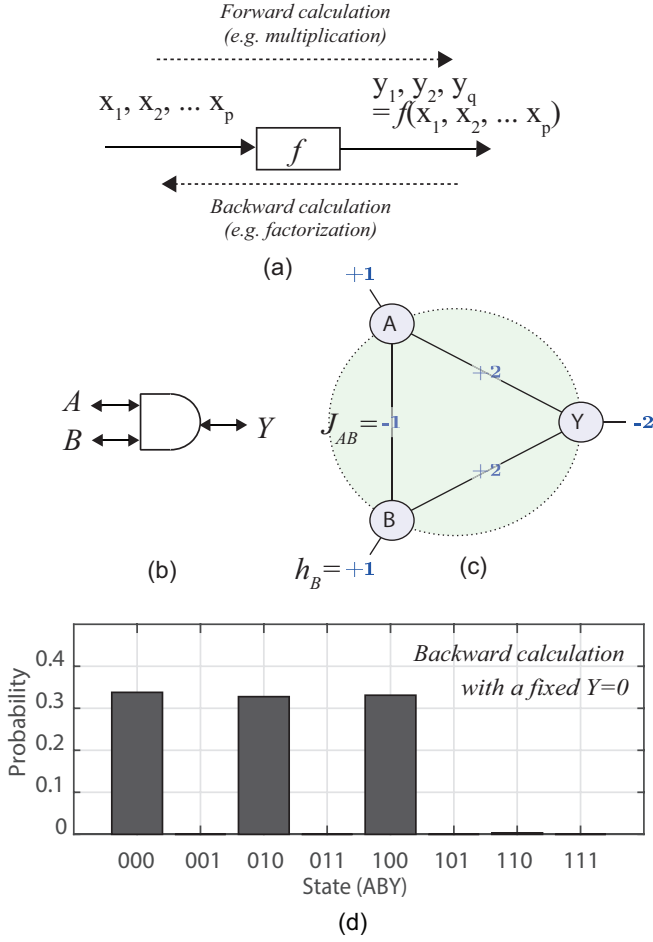 Forward calculation
(e.g. multiplication)
x1, x2, ... xp
y1, y2, yq
= f(x1, x2, ... xp)
f
Backward calculation
(e.g. factorization)
(a)
+1
A
+2
A
B
Y
JAB= -1
Y
-2
+2
B
(b)
hB= +1
(c)
Backward calculation
with a fixed Y=0
Probability
0.4
0.3
0.2
0.1
0
000 001 010 011 100 101 110 111
State (ABY)
(d)